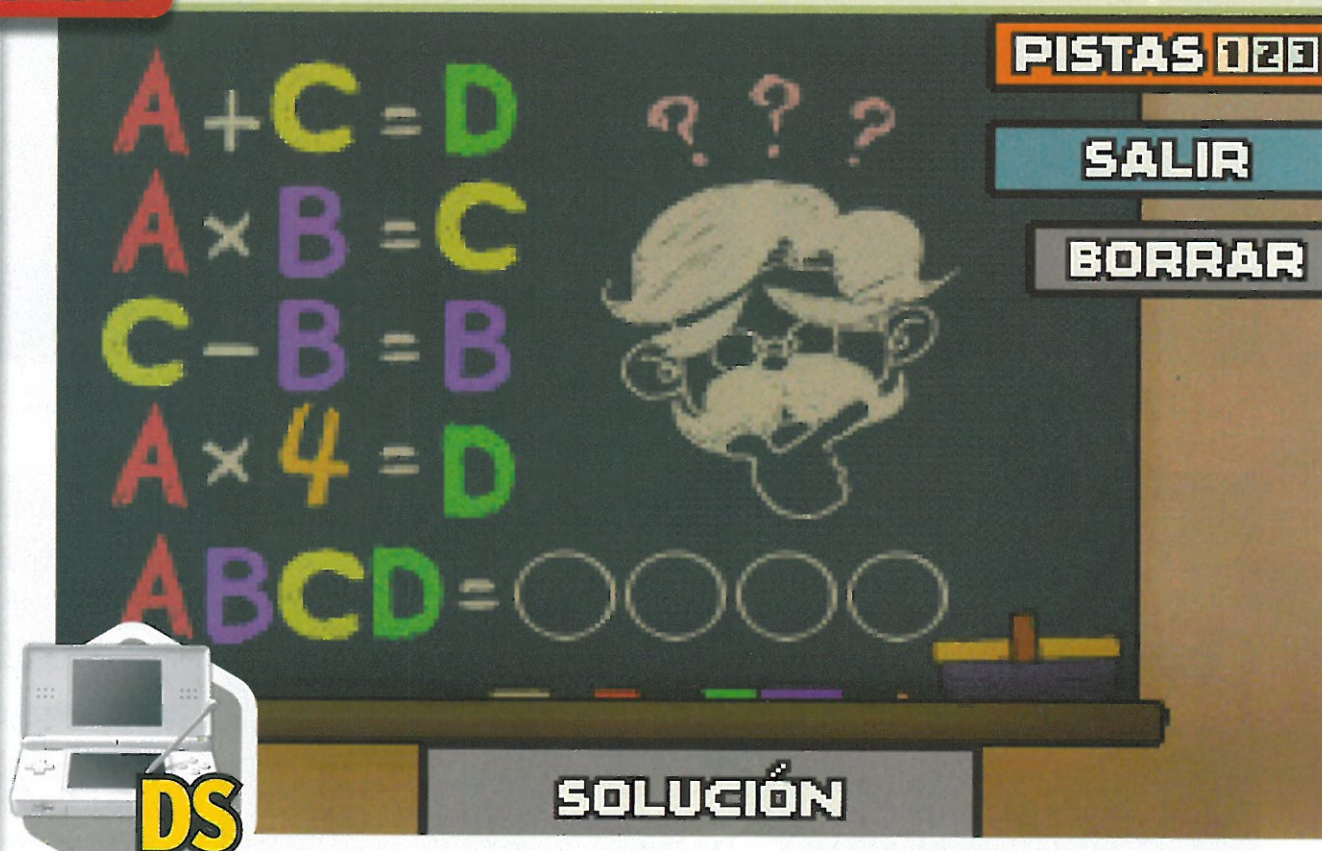 A + C = D
A × B = C
C - B = B
A × 4 = D
ABCD =
? ? ?
PISTAS 1 2 3
SALIR
BORRAR
SOLUCIÓN
DS